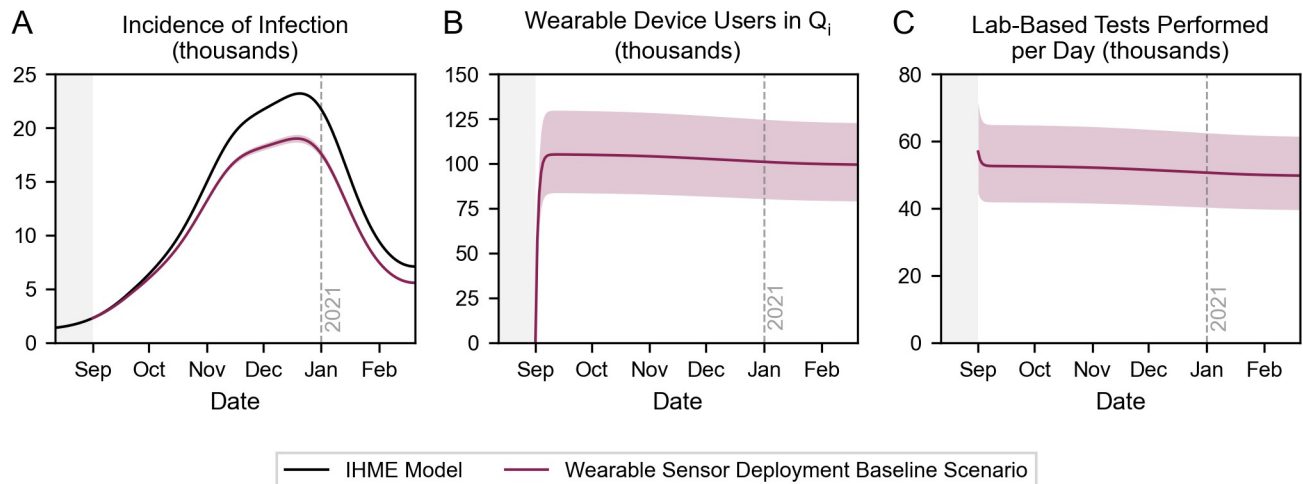 A
Incidence of Infection
(thousands)
25
20
15
10
5
0
2021
Sep Oct Nov Dec Jan Feb
Date
B
Wearable Device Users in Qi
(thousands)
150
125
100
75
50
25
0
2021
Sep Oct Nov Dec Jan Feb
Date
C
Lab-Based Tests Performed
per Day (thousands)
80
60
40
20
0
2021
Sep Oct Nov Dec Jan Feb
Date
IHME Model
Wearable Sensor Deployment Baseline Scenario